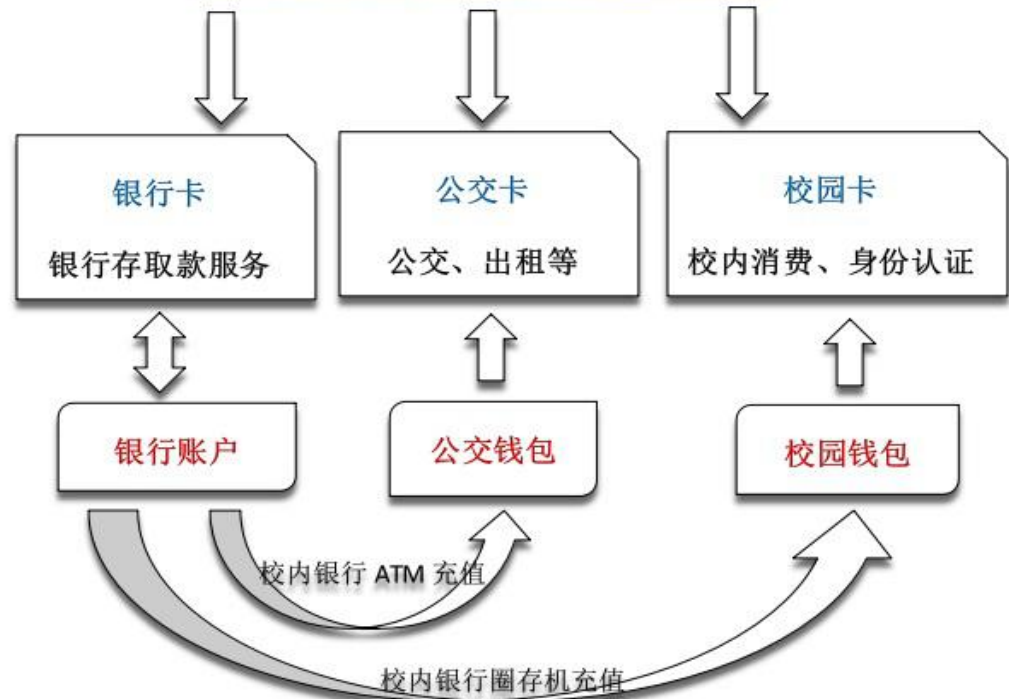 银行卡
银行存取款服务
公交卡
公交、出租等
校园卡
校内消费、身份认证
银行账户
公交钱包
校园钱包
校内银行 ATM 充值
校内银行圈存机充值